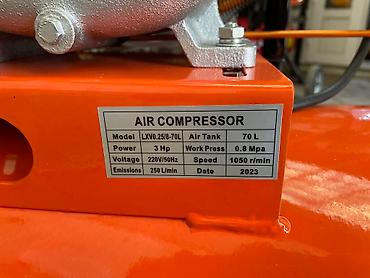 AIR COMPRESSOR
Model LXV0.25/8-70L Air Tank 70 L
Power 3 Hp Work Press 0.8 Mpa
Voltage 220V/50Hz Speed 1050 r/min
Emissions 250 L/min Date 2023